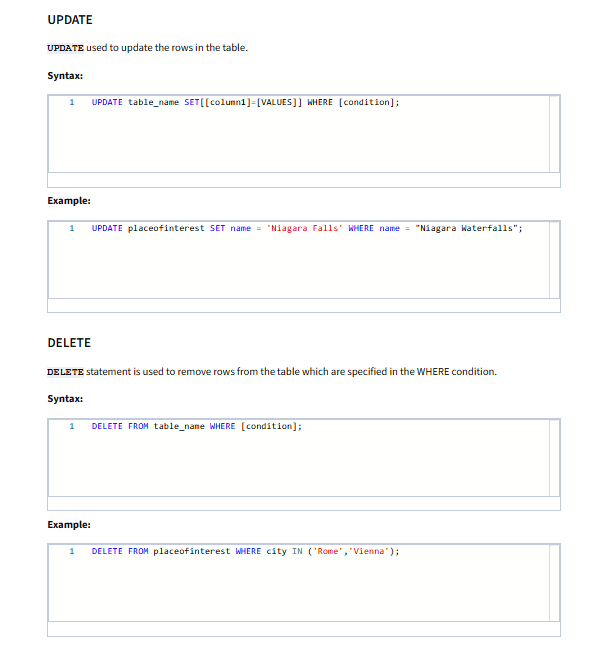 UPDATE
UPDATE used to update the rows in the table.
Syntax:
1 UPDATE table_name SET[[column1]=[VALUES]] WHERE [condition];
Example:
1 UPDATE placeofinterest SET name = 'Niagara Falls' WHERE name = "Niagara Waterfalls";
DELETE
DELETE statement is used to remove rows from the table which are specified in the WHERE condition.
Syntax:
1 DELETE FROM table_name WHERE [condition];
Example:
1 DELETE FROM placeofinterest WHERE city IN ('Rome','Vienna');